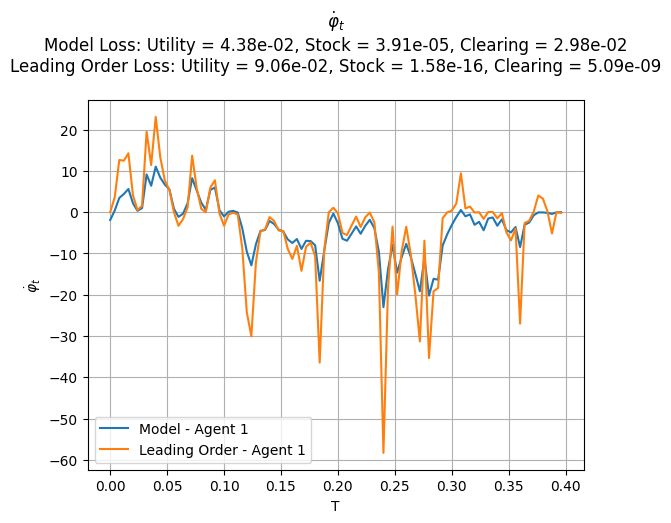 φ̇_t
Model Loss: Utility = 4.38e-02, Stock = 3.91e-05, Clearing = 2.98e-02
Leading Order Loss: Utility = 9.06e-02, Stock = 1.58e-16, Clearing = 5.09e-09
20
10
0
−10
−20
−30
−40
−50
−60
φ̇_t
Model - Agent 1
Leading Order - Agent 1
0.00 0.05 0.10 0.15 0.20 0.25 0.30 0.35 0.40
T